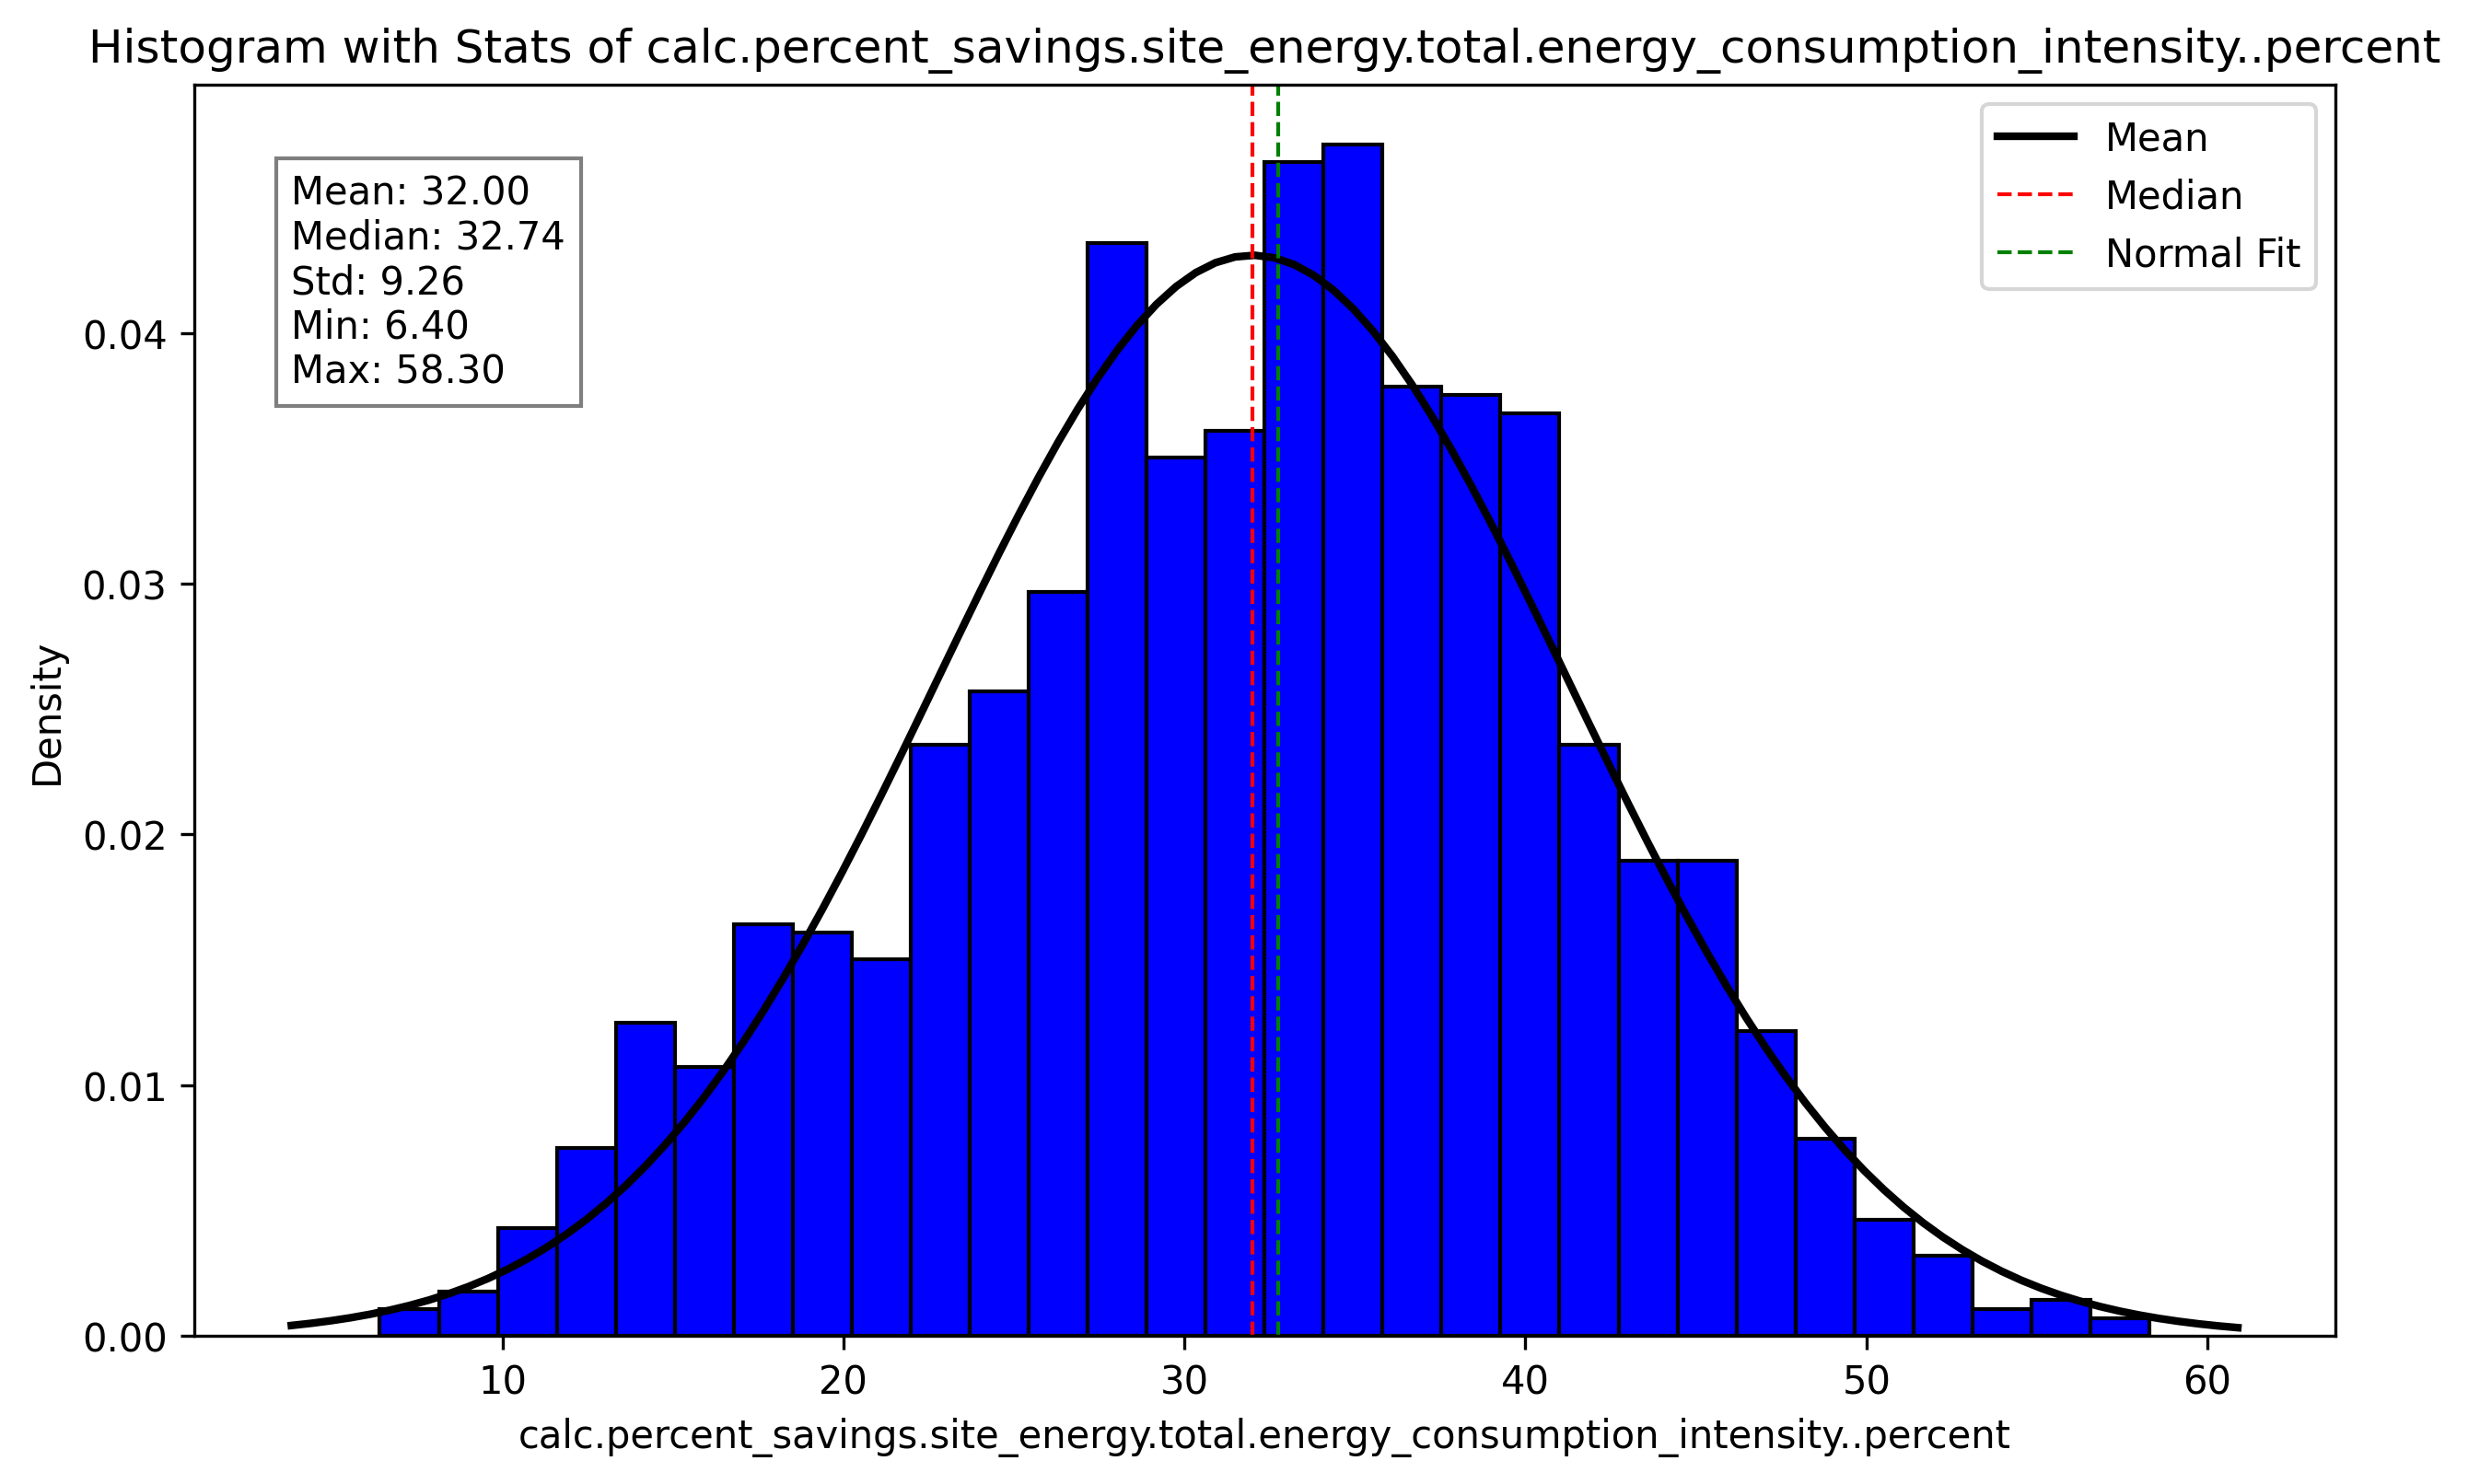 Histogram with Stats of calc.percent_savings.site_energy.total.energy_consumption_intensity..percent
Mean: 32.00
Median: 32.74
Std: 9.26
Min: 6.40
Max: 58.30
Mean
Median
Normal Fit
Density
0.04
0.03
0.02
0.01
0.00
10 20 30 40 50 60
calc.percent_savings.site_energy.total.energy_consumption_intensity..percent